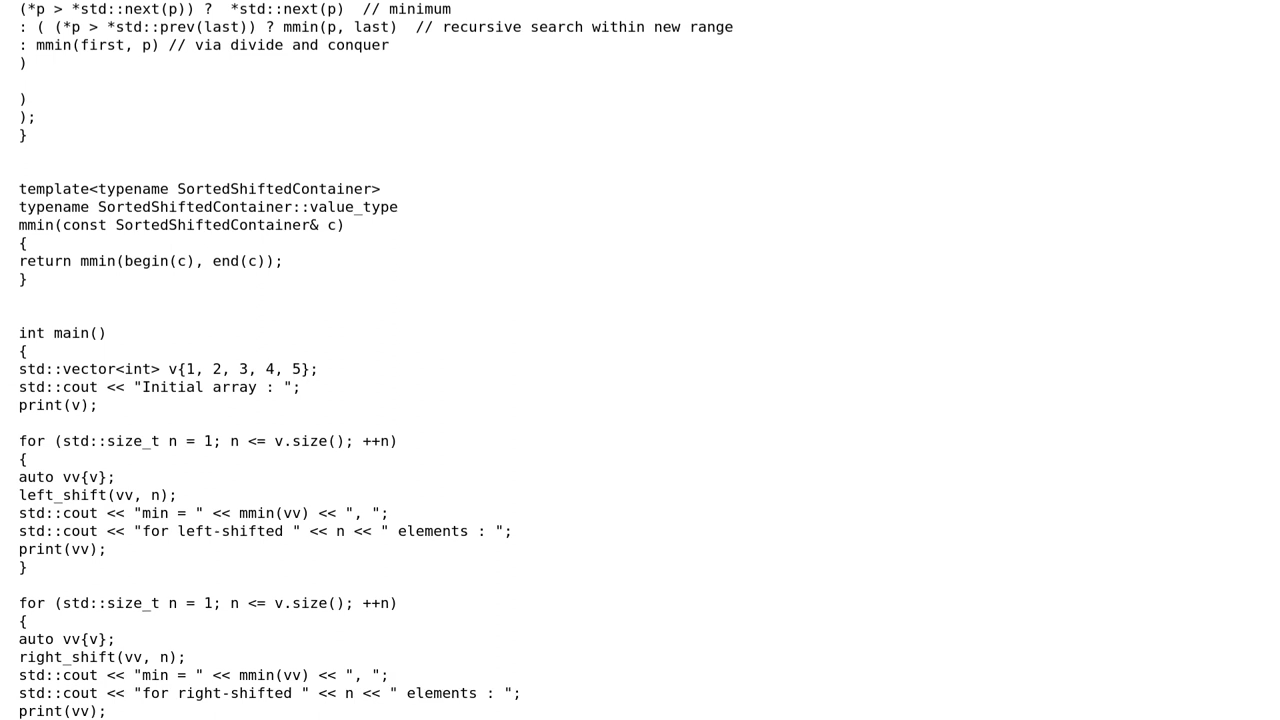 (*p > *std::next(p)) ?  *std::next(p)  // minimum
: ( (*p > *std::prev(last)) ? mmin(p, last)  // recursive search within new range
: mmin(first, p) // via divide and conquer
)
)
);
}
template<typename SortedShiftedContainer>
typename SortedShiftedContainer::value_type
mmin(const SortedShiftedContainer& c)
{
return mmin(begin(c), end(c));
}
int main()
{
std::vector<int> v{1, 2, 3, 4, 5};
std::cout << "Initial array : ";
print(v);
for (std::size_t n = 1; n <= v.size(); ++n)
{
auto vv{v};
left_shift(vv, n);
std::cout << "min = " << mmin(vv) << ", ";
std::cout << "for left-shifted " << n << " elements : ";
print(vv);
}
for (std::size_t n = 1; n <= v.size(); ++n)
{
auto vv{v};
right_shift(vv, n);
std::cout << "min = " << mmin(vv) << ", ";
std::cout << "for right-shifted " << n << " elements : ";
print(vv);